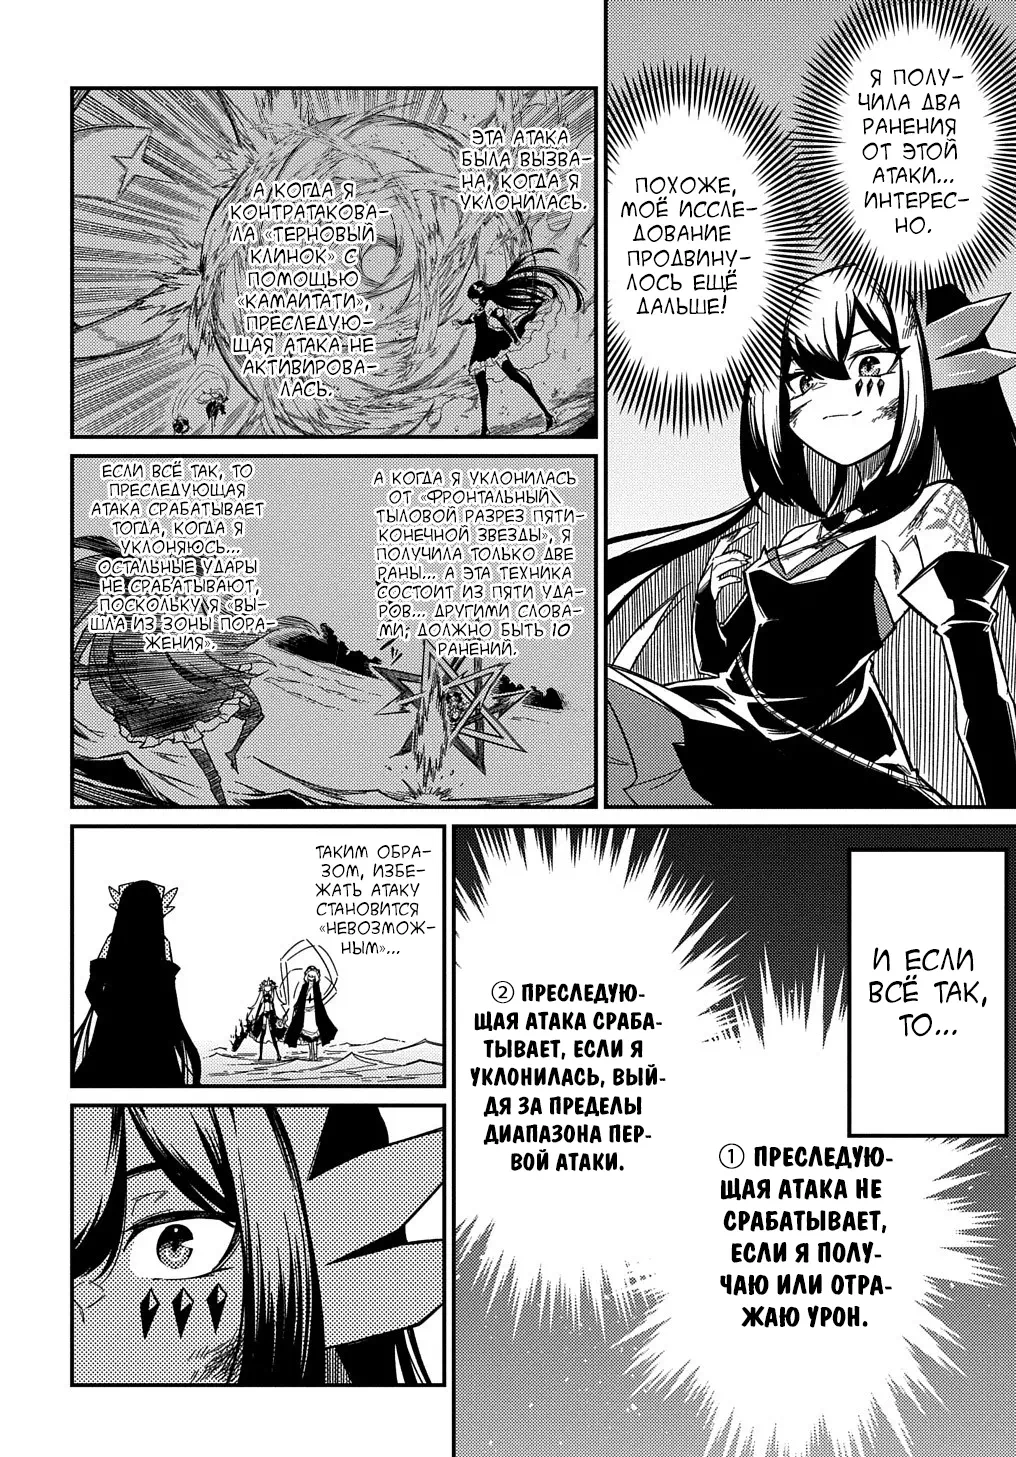 Я ПОЛУ-
ЧИЛА ДВА
РАНЕНИЯ
ОТ ЭТОЙ
АТАКИ...
ИНТЕРЕС-
НО.
ПОХОЖЕ,
МОЁ ИССЛЕ-
ДОВАНИЕ
ПРОДВИНУ-
ЛОСЬ ЕЩЁ
ДАЛЬШЕ!
ЭТА АТАКА
БЫЛА ВЫЗВА-
НА, КОГДА Я
УКЛОНИЛАСЬ.
А КОГДА Я
КОНТРАТАКОВА-
ЛА «ТЕРНОВЫЙ
КЛИНОК» С
ПОМОЩЬЮ
«КАМАИТАТИ»,
ПРЕСЛЕДУЮ-
ЩАЯ АТАКА НЕ
АКТИВИРОВА-
ЛАСЬ.
А КОГДА Я УКЛОНИЛАСЬ
ОТ «ФРОНТАЛЬНЫЙ\
ТЫЛОВОЙ РАЗРЕЗ ПЯТИ-
КОНЕЧНОЙ ЗВЕЗДЫ», Я
ПОЛУЧИЛА ТОЛЬКО ДВЕ
РАНЫ... А ЭТА ТЕХНИКА
СОСТОИТ ИЗ ПЯТИ УДА-
РОВ... ДРУГИМИ СЛОВА-
МИ; ДОЛЖНО БЫТЬ 10
РАНЕНИЙ.
ЕСЛИ ВСЁ ТАК, ТО
ПРЕСЛЕДУЮЩАЯ
АТАКА СРАБАТЫВАЕТ
ТОГДА, КОГДА Я
УКЛОНЯЮСЬ...
ОСТАЛЬНЫЕ УДАРЫ
НЕ СРАБАТЫВАЮТ,
ПОСКОЛЬКУ Я «ВЫ-
ШЛА ИЗ ЗОНЫ ПОРА-
ЖЕНИЯ».
И ЕСЛИ
ВСЁ ТАК,
ТО...
① ПРЕСЛЕДУЮ-
ЩАЯ АТАКА НЕ
СРАБАТЫВАЕТ,
ЕСЛИ Я ПОЛУ-
ЧАЮ ИЛИ ОТРА-
ЖАЮ УРОН.
② ПРЕСЛЕДУЮ-
ЩАЯ АТАКА СРАБА-
ТЫВАЕТ, ЕСЛИ Я
УКЛОНИЛАСЬ, ВЫЙ-
ДЯ ЗА ПРЕДЕЛЫ
ДИАПАЗОНА ПЕР-
ВОЙ АТАКИ.
ТАКИМ ОБРА-
ЗОМ, ИЗБЕ-
ЖАТЬ АТАКУ
СТАНОВИТСЯ
«НЕВОЗМОЖ-
НЫМ»...